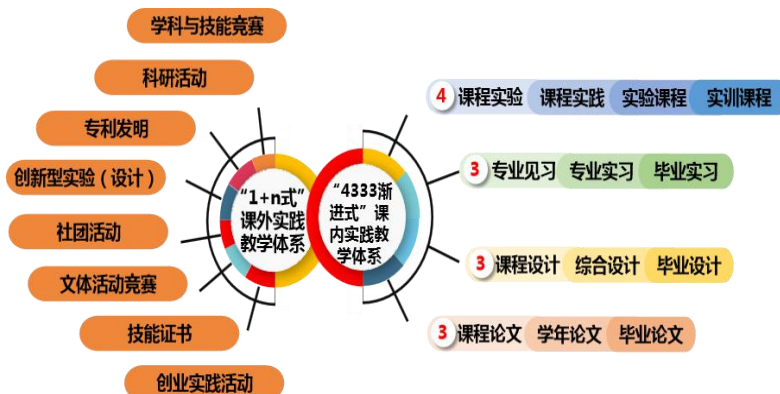 学科与技能竞赛
科研活动
专利发明
创新型实验（设计）
社团活动
文体活动竞赛
技能证书
创业实践活动
“1+n式”
课外实践
教学体系
“4333渐
进式”课
内实践教
学体系
4 课程实验 课程实践 实验课程 实训课程
3 专业见习 专业实习 毕业实习
3 课程设计 综合设计 毕业设计
3 课程论文 学年论文 毕业论文